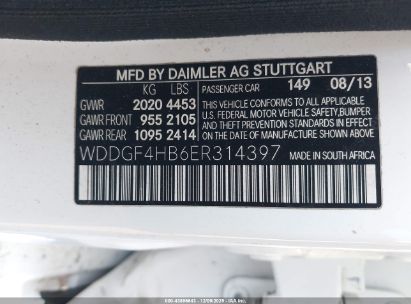 MFD BY DAIMLER AG STUTTGART
KG LBS PASSENGER CAR 149 08/13
GVWR 2020 4453 THIS VEHICLE CONFORMS TO ALL APPLICABLE
GAWR FRONT 955 2105 U.S. FEDERAL MOTOR VEHICLE SAFETY, BUMPER,
GAWR REAR 1095 2414 AND THEFT PREVENTION STANDARDS IN EFFECT
ON THE DATE OF MANUFACTURE SHOWN ABOVE.
WDDGF4HB6ER314397 SOUTH AFRICA